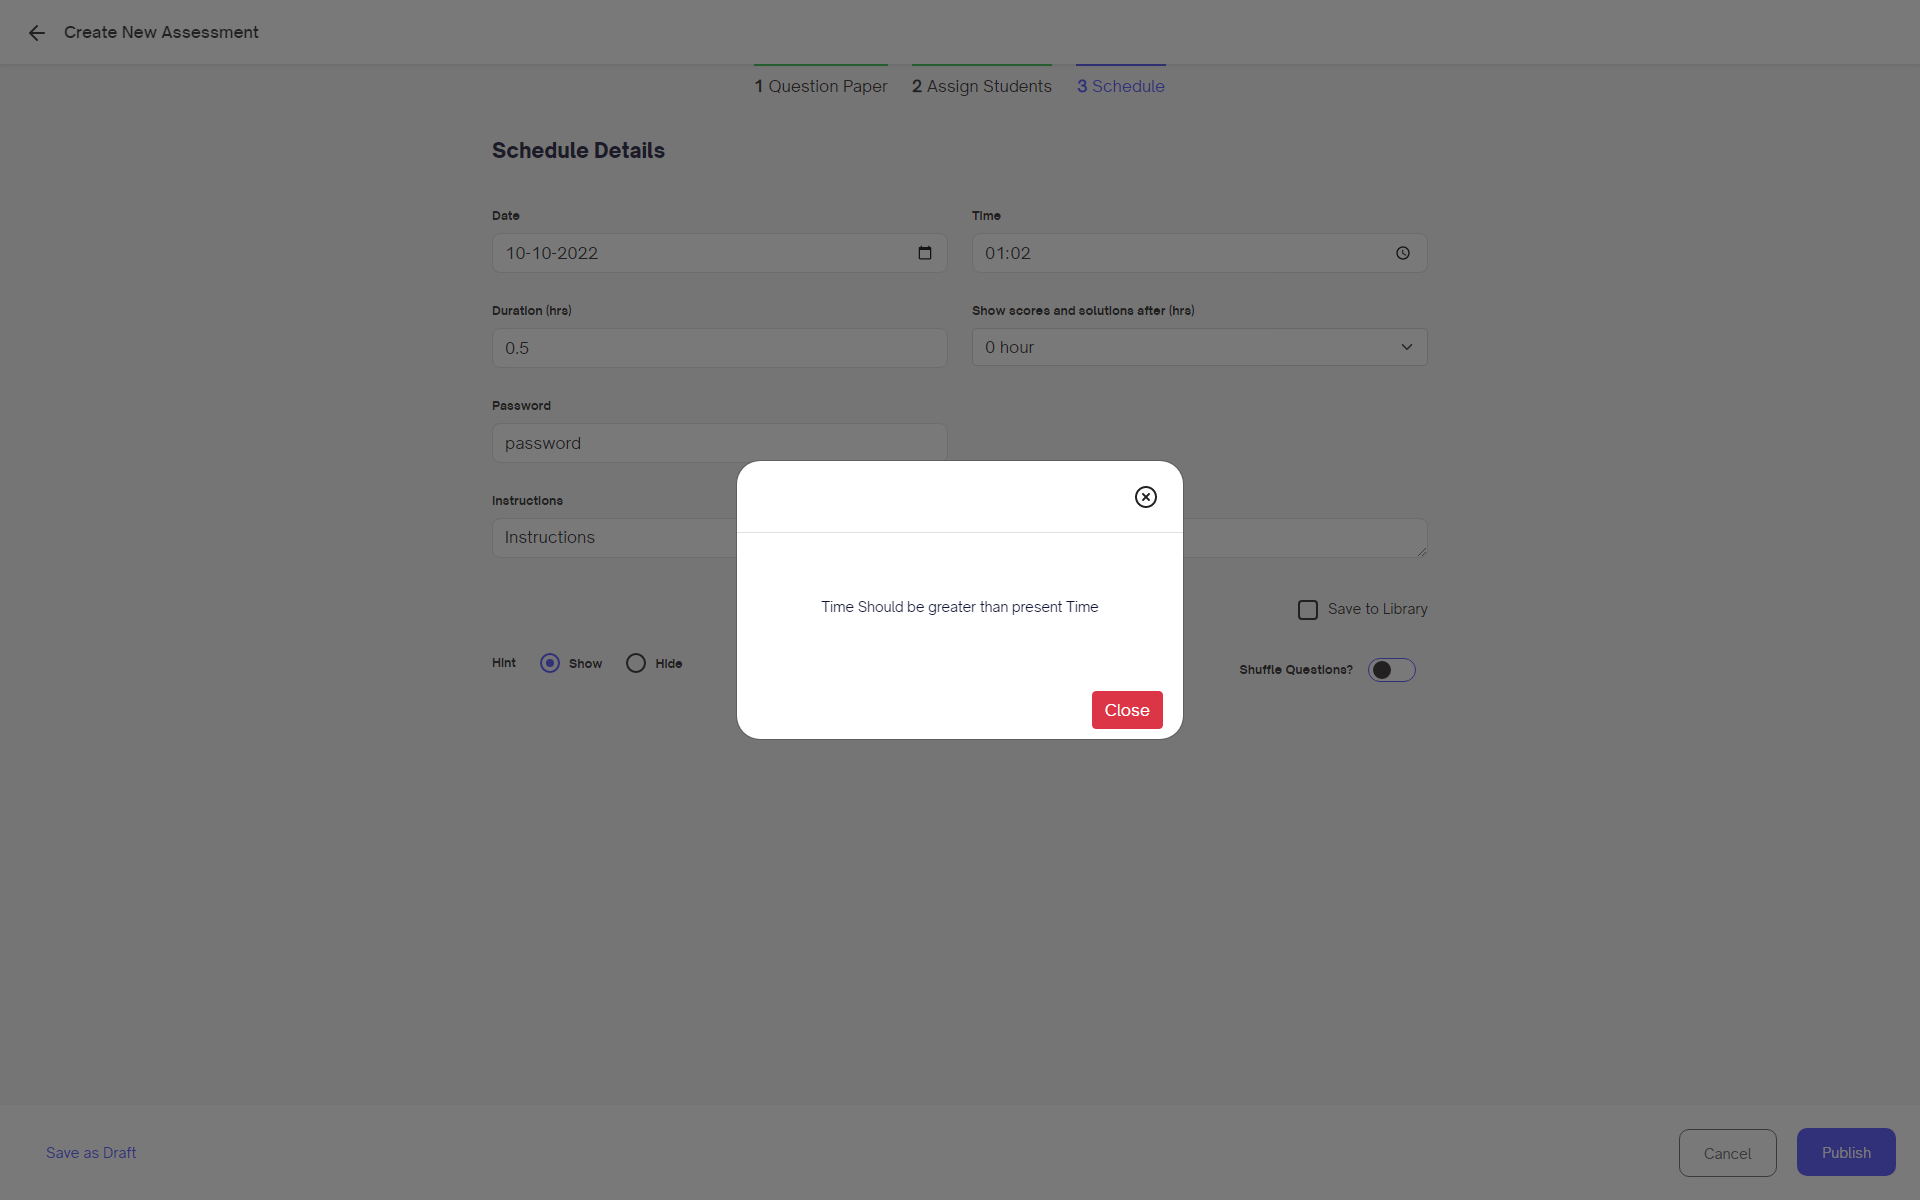 Create New Assessment
1 Question Paper
2 Assign Students
3 Schedule
Schedule Details
Date
Time
10-10-2022
01:02
Duration (hrs)
Show scores and solutions after (hrs)
0.5
0 hour
Password
password
Instructions
Instructions
Time Should be greater than present Time
Save to Library
Hint
Show
Hide
Shuffle Questions?
Close
Save as Draft
Cancel
Publish